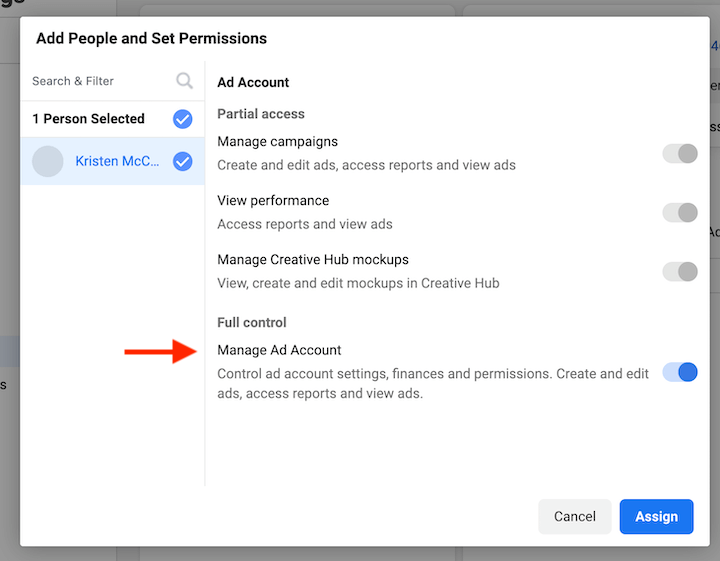 Add People and Set Permissions
Search & Filter
1 Person Selected
Kristen McC...
Ad Account
Partial access
Manage campaigns
Create and edit ads, access reports and view ads
View performance
Access reports and view ads
Manage Creative Hub mockups
View, create and edit mockups in Creative Hub
Full control
Manage Ad Account
Control ad account settings, finances and permissions. Create and edit
ads, access reports and view ads.
Cancel
Assign